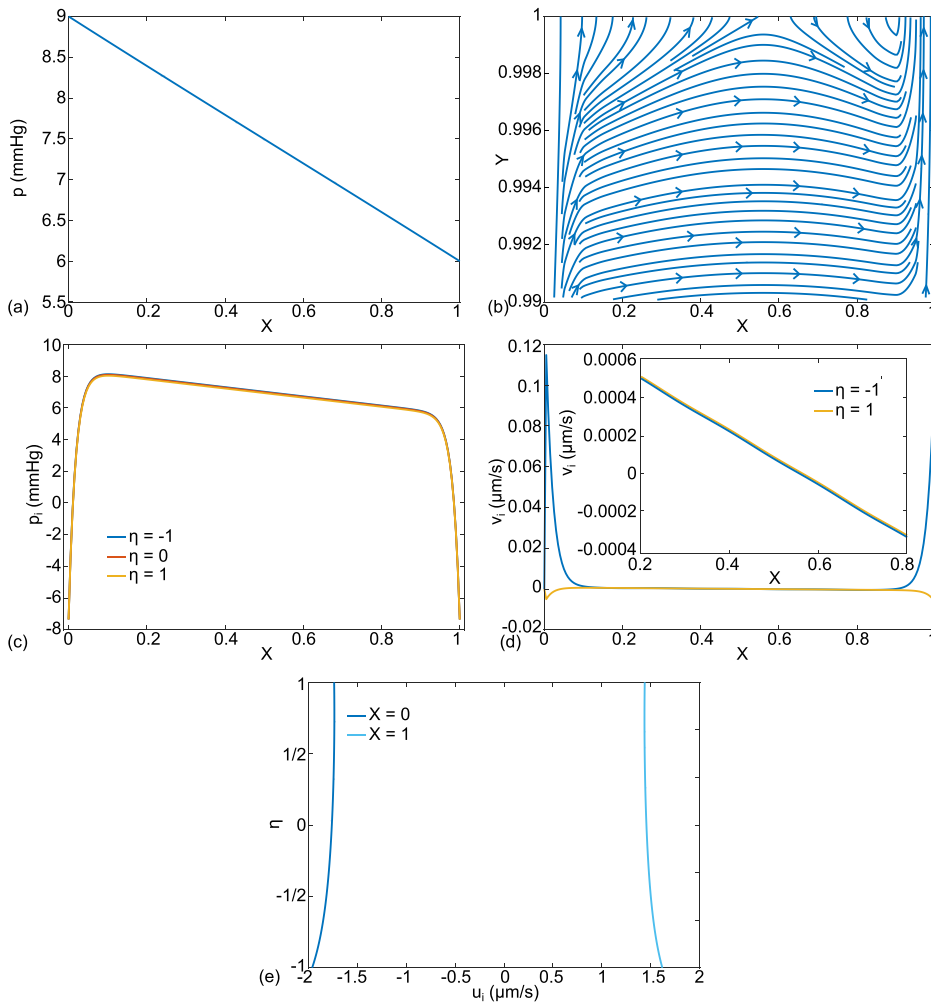 9
8.5
8
7.5
7
6.5
6
5.5
p (mmHg)
0 0.2 0.4 0.6 0.8 1
X
(a)
1
0.998
0.996
0.994
0.992
0.99
Y
0 0.2 0.4 0.6 0.8 1
X
(b)
10
8
6
4
2
0
-2
-4
-6
-8
pᵢ (mmHg)
η = -1
η = 0
η = 1
0 0.2 0.4 0.6 0.8 1
X
(c)
0.12
0.1
0.08
0.06
0.04
0.02
0
-0.02
vᵢ (μm/s)
0.0006
0.0004
0.0002
0
-0.0002
-0.0004
vᵢ (μm/s)
η = -1
η = 1
0.2 0.4 0.6 0.8
X
0 0.2 0.4 0.6 0.8 1
X
(d)
1
1/2
0
-1/2
-1
η
X = 0
X = 1
-2 -1.5 -1 -0.5 0 0.5 1 1.5 2
uᵢ (μm/s)
(e)